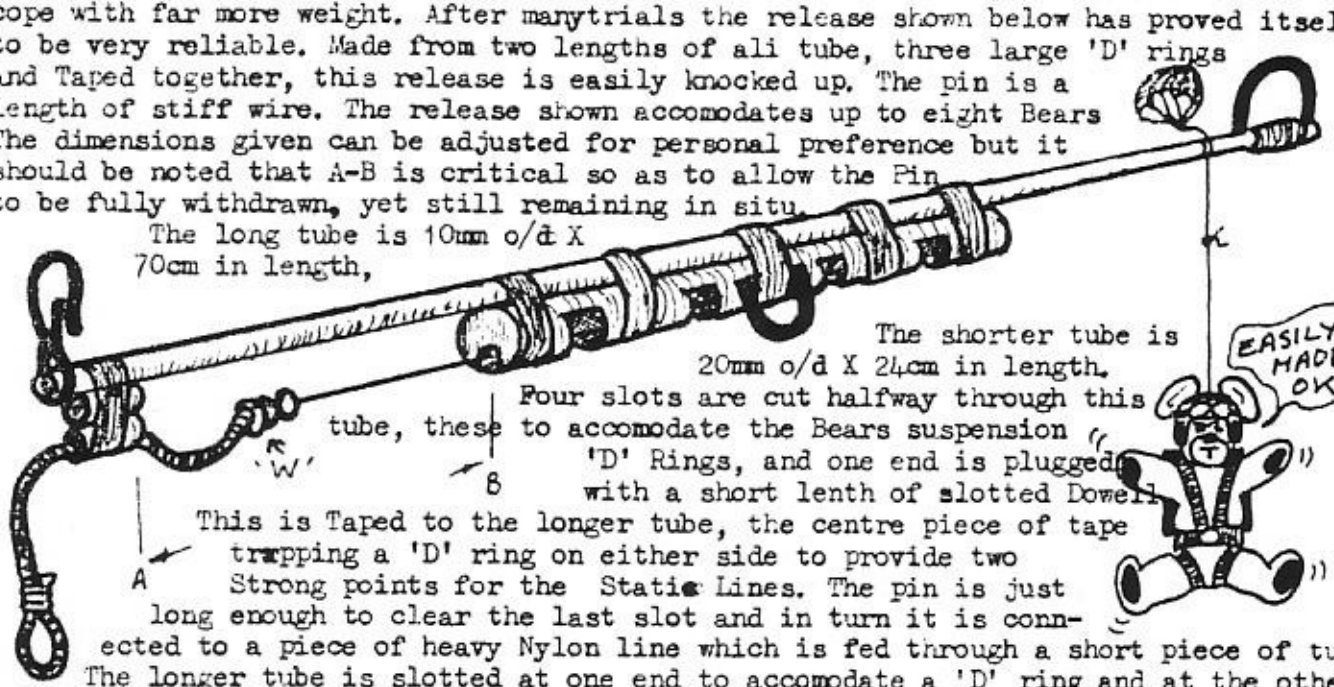 cope with far more weight. After manytrials the release shown below has proved itsel
to be very reliable. Made from two lengths of ali tube, three large 'D' rings
and Taped together, this release is easily knocked up. The pin is a
length of stiff wire. The release shown accomodates up to eight Bears
The dimensions given can be adjusted for personal preference but it
should be noted that A-B is critical so as to allow the Pin
to be fully withdrawn, yet still remaining in situ.
The long tube is 10mm o/d X
70cm in length,
The shorter tube is
20mm o/d X 24cm in length.
EASILY
MADE
OK
Four slots are cut halfway through this
tube, these to accomodate the Bears suspension
'W'
B
'D' Rings, and one end is plugged
with a short lenth of slotted Dowell
This is Taped to the longer tube, the centre piece of tape
A
trapping a 'D' ring on either side to provide two
Strong points for the Static Lines. The pin is just
long enough to clear the last slot and in turn it is conn-
ected to a piece of heavy Nylon line which is fed through a short piece of tu
The longer tube is slotted at one end to accomodate a 'D' ring and at the othe